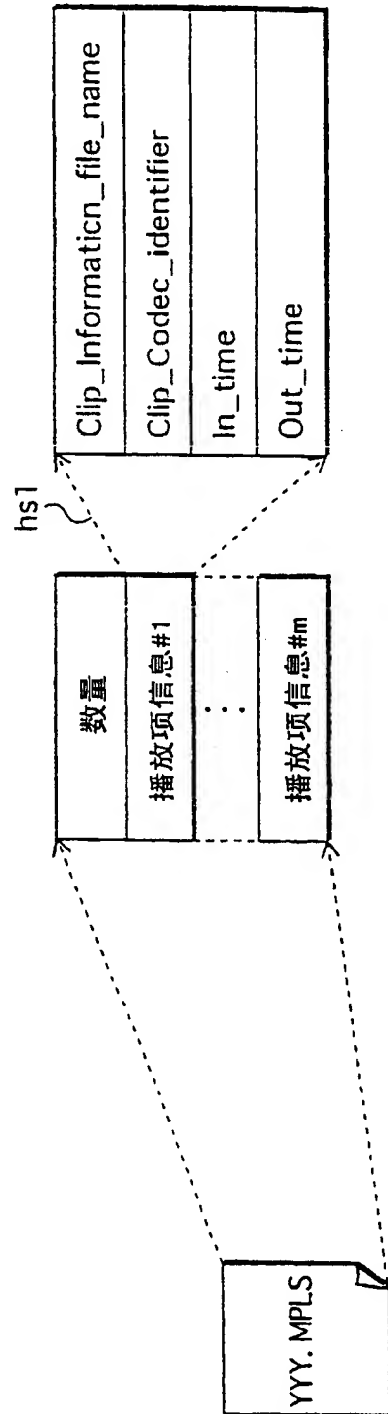 YYY.MPLS
数量
播放项信息#1
···
播放项信息#m
hs1
Clip_Information_file_name
Clip_Codec_identifier
In_time
Out_time